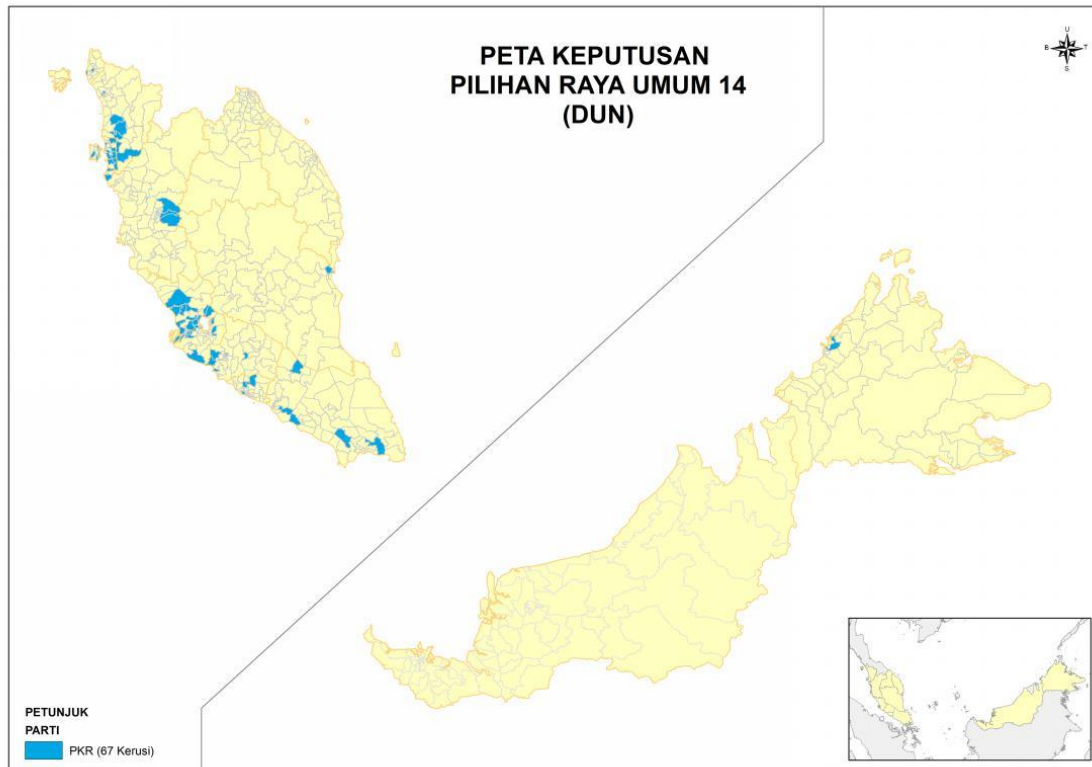 PETA KEPUTUSAN
PILIHAN RAYA UMUM 14
(DUN)
U
B T
S
PETUNJUK
PARTI
PKR (67 Kerusi)